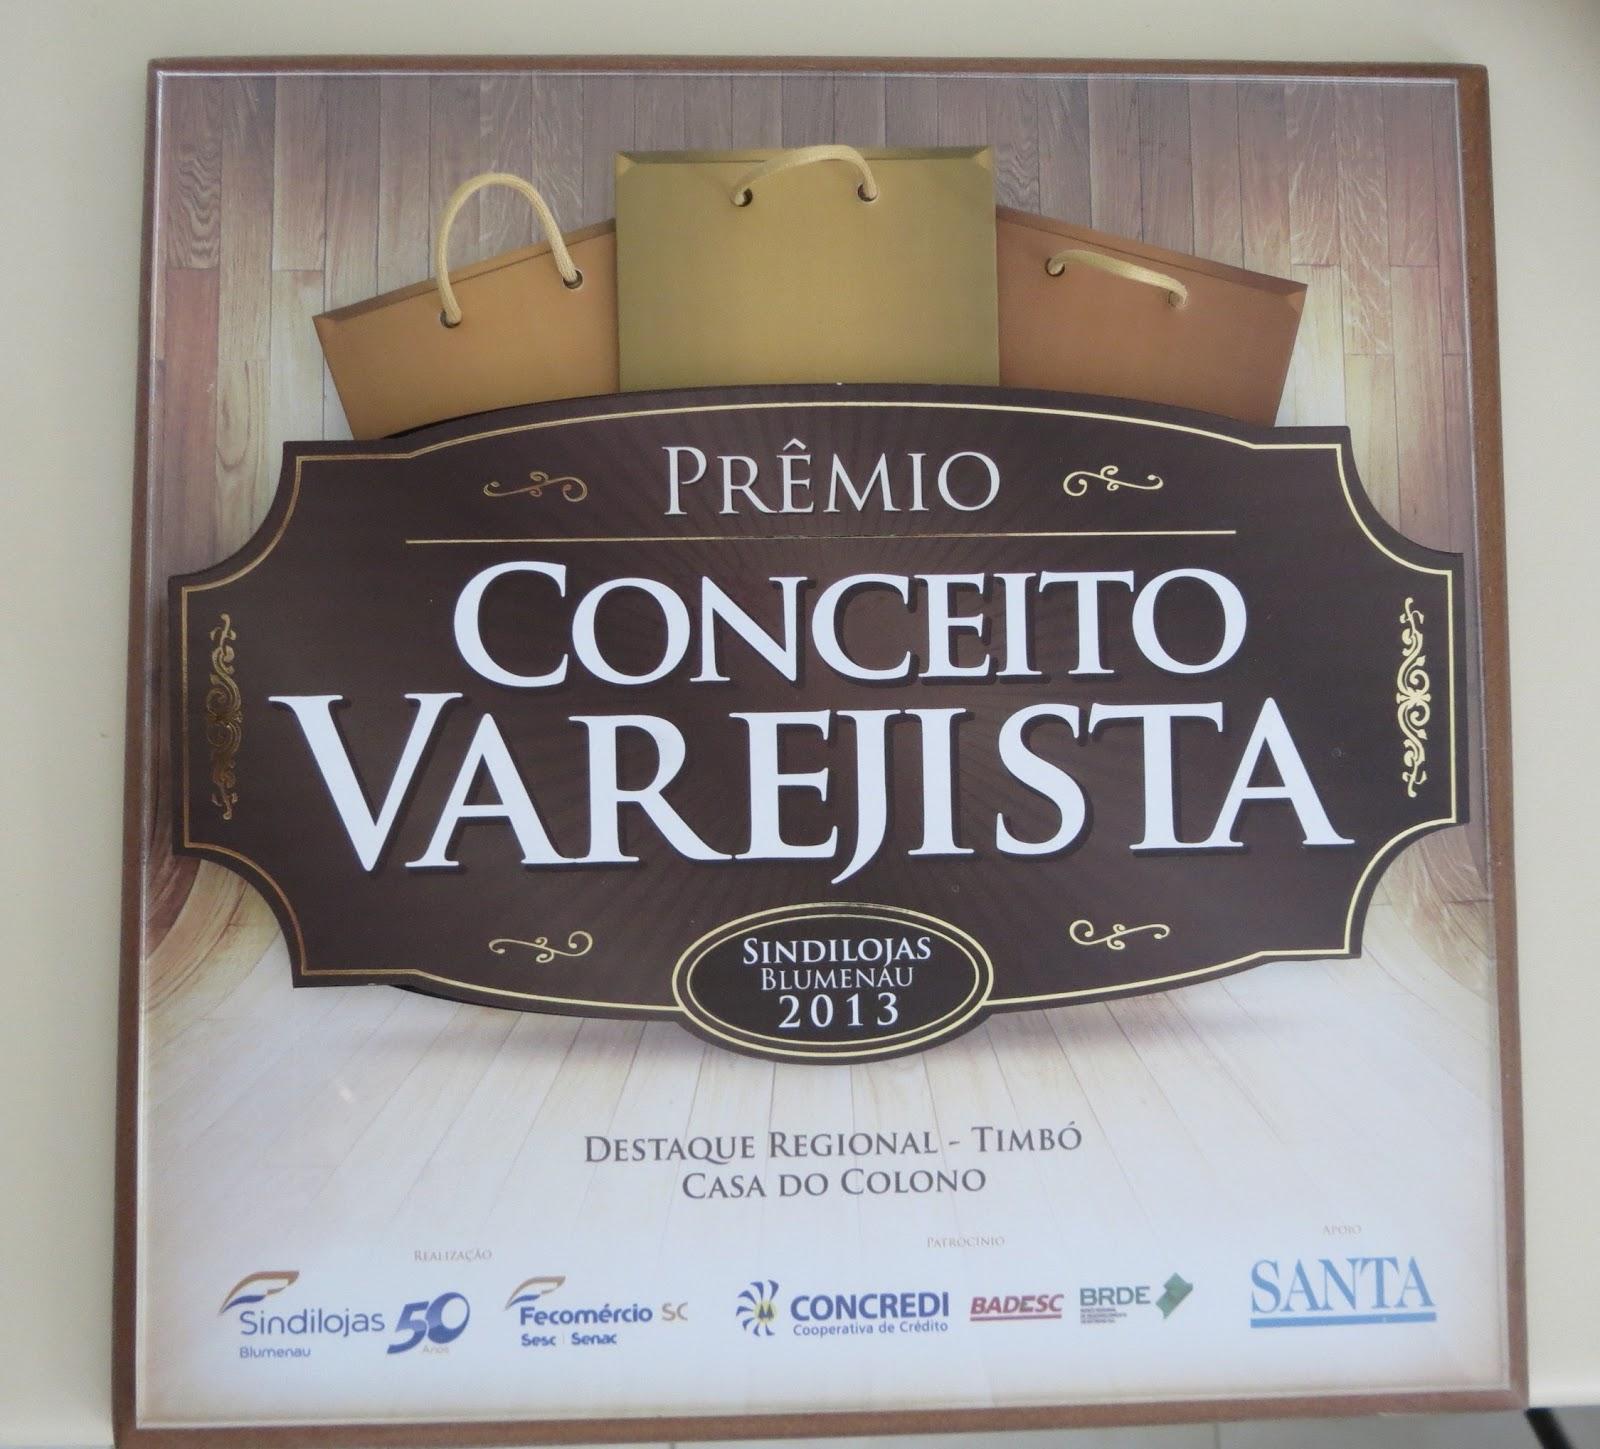 PRÊMIO
CONCEITO
VAREJISTA
SINDILOJAS
BLUMENAU
2013
DESTAQUE REGIONAL - TIMBÓ
CASA DO COLONO
REALIZAÇÃO
PATROCÍNIO
APOIO
Sindilojas 50
Blumenau Anos
Fecomércio SC
Sesc | Senac
CONCREDI
Cooperativa de Crédito
BADESC
BRDE
SANTA